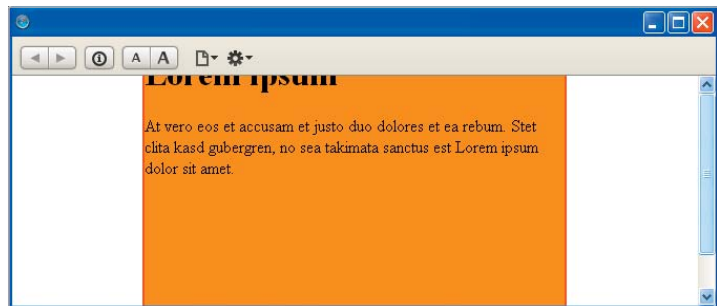 A A
Lorem ipsum
At vero eos et accusam et justo duo dolores et ea rebum. Stet
clita kasd gubergren, no sea takimata sanctus est Lorem ipsum
dolor sit amet.